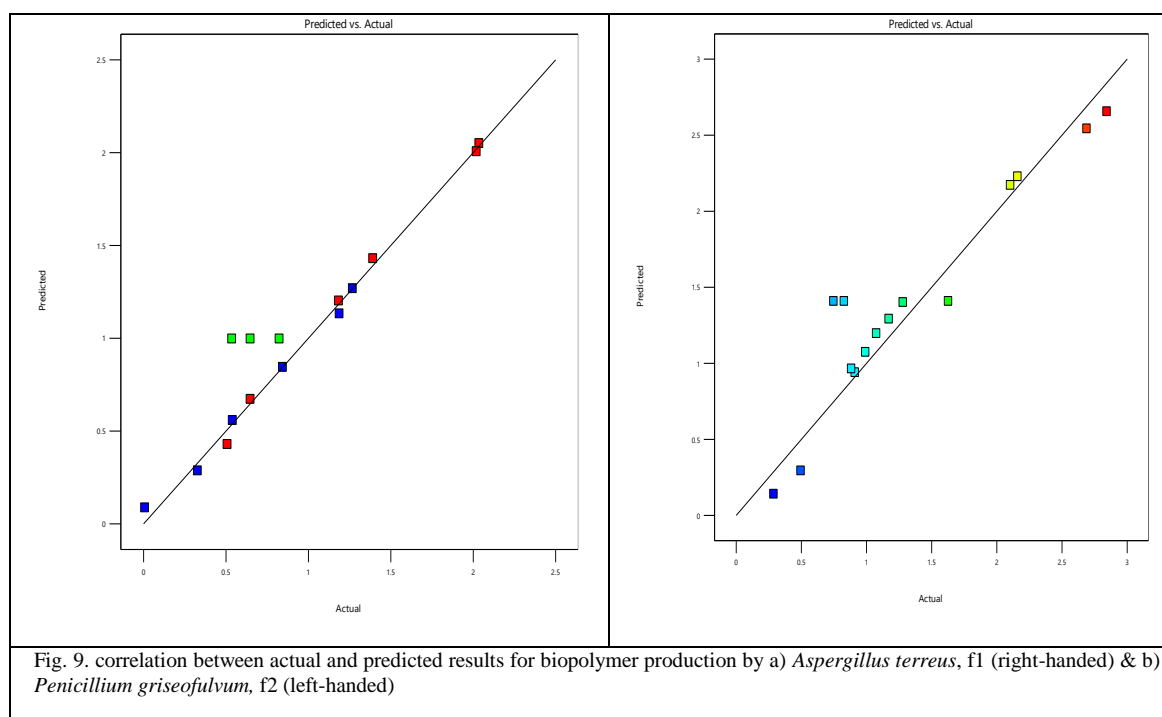 Predicted vs. Actual
2.5
2
1.5
1
0.5
0
Predicted
0 0.5 1 1.5 2 2.5
Actual
Predicted vs. Actual
3
2.5
2
1.5
1
0.5
0
Predicted
0 0.5 1 1.5 2 2.5 3
Actual
Fig. 9. correlation between actual and predicted results for biopolymer production by a) Aspergillus terreus, f1 (right-handed) & b)
Penicillium griseofulvum, f2 (left-handed)